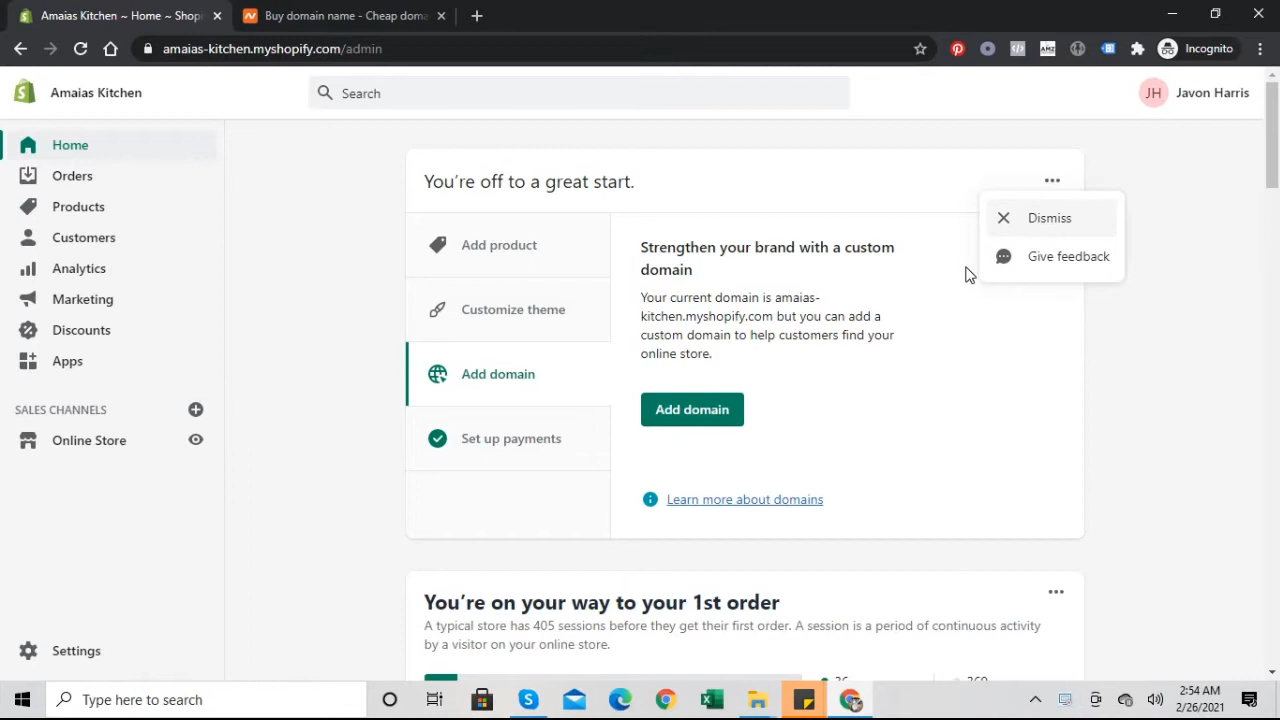 Amaias Kitchen ~ Home ~ Shopi
Buy domain name - Cheap doma
amaias-kitchen.myshopify.com/admin
Incognito
Amaias Kitchen
Search
JH
Javon Harris
Home
Orders
Products
Customers
Analytics
Marketing
Discounts
Apps
SALES CHANNELS
Online Store
Settings
You're off to a great start.
Dismiss
Give feedback
Add product
Customize theme
Add domain
Set up payments
Strengthen your brand with a custom
domain
Your current domain is amaias-
kitchen.myshopify.com but you can add a
custom domain to help customers find your
online store.
Add domain
Learn more about domains
You're on your way to your 1st order
A typical store has 405 sessions before they get their first order. A session is a period of continuous activity
by a visitor on your online store.
Type here to search
2:54 AM
2/26/2021